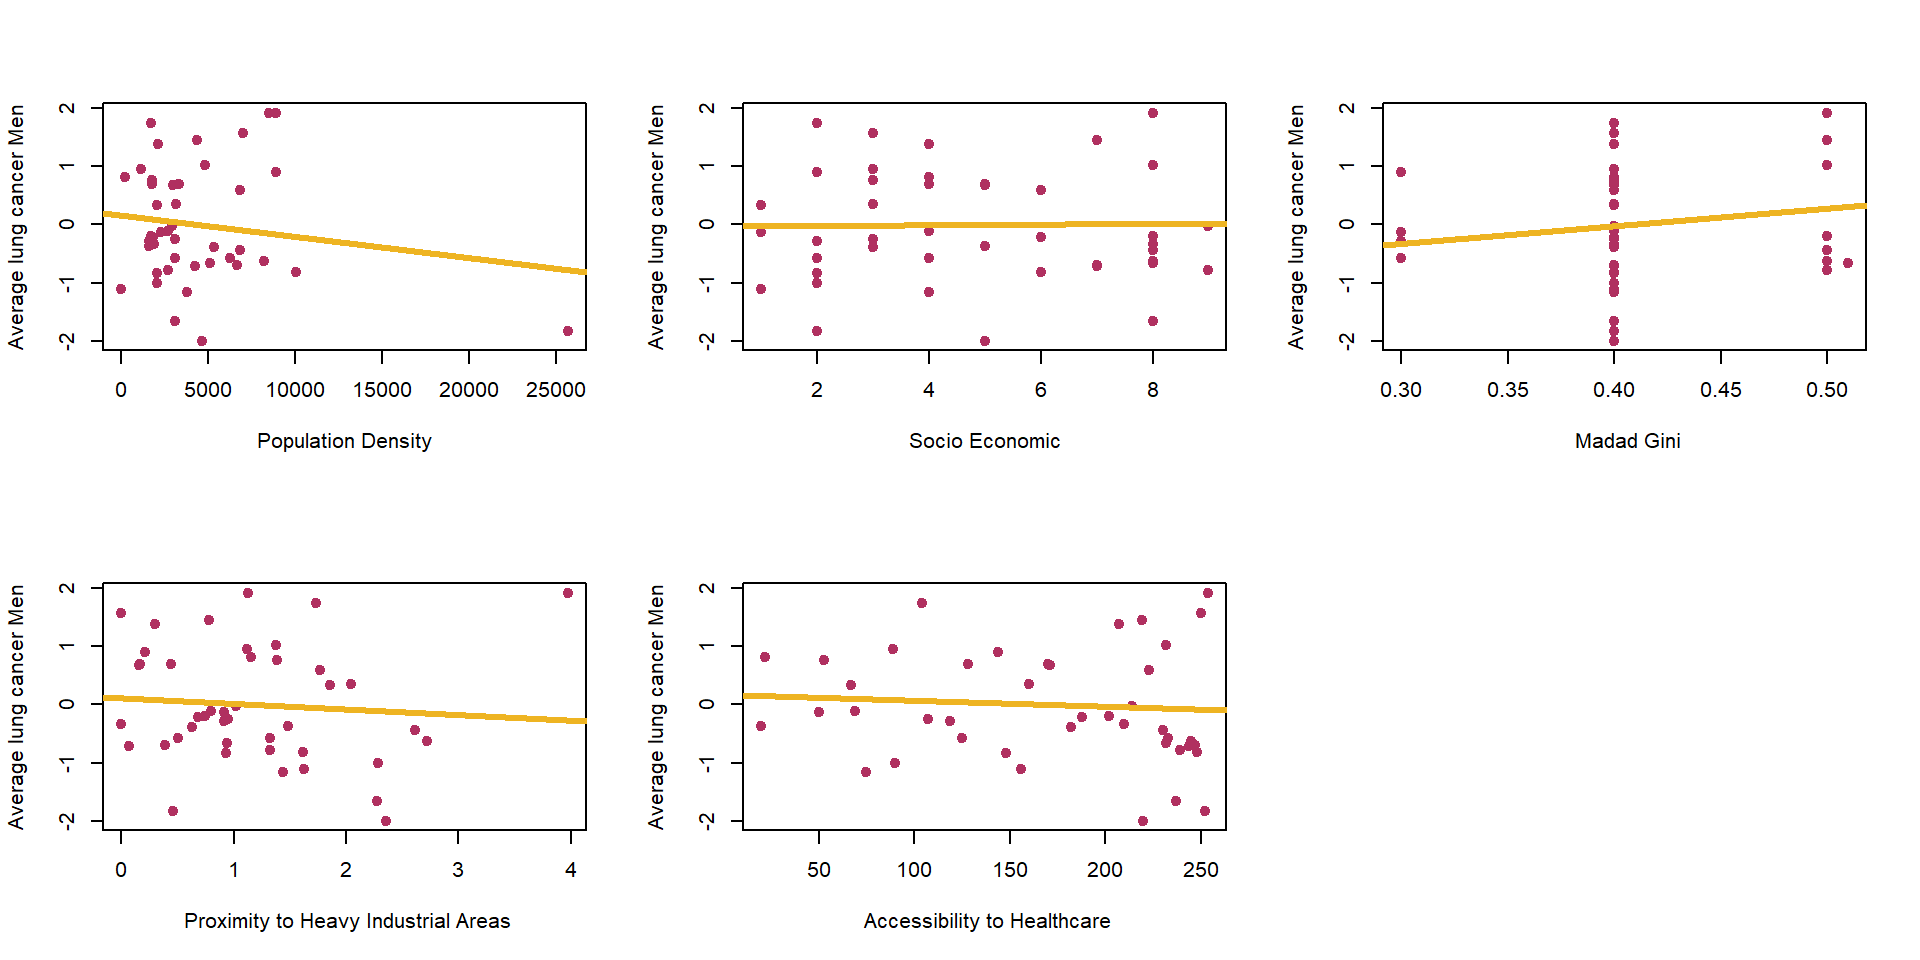 Average lung cancer Men
2
1
0
-1
-2
0 5000 10000 15000 20000 25000
Population Density
Average lung cancer Men
2
1
0
-1
-2
2 4 6 8
Socio Economic
Average lung cancer Men
2
1
0
-1
-2
0.30 0.35 0.40 0.45 0.50
Madad Gini
Average lung cancer Men
2
1
0
-1
-2
0 1 2 3 4
Proximity to Heavy Industrial Areas
Average lung cancer Men
2
1
0
-1
-2
50 100 150 200 250
Accessibility to Healthcare